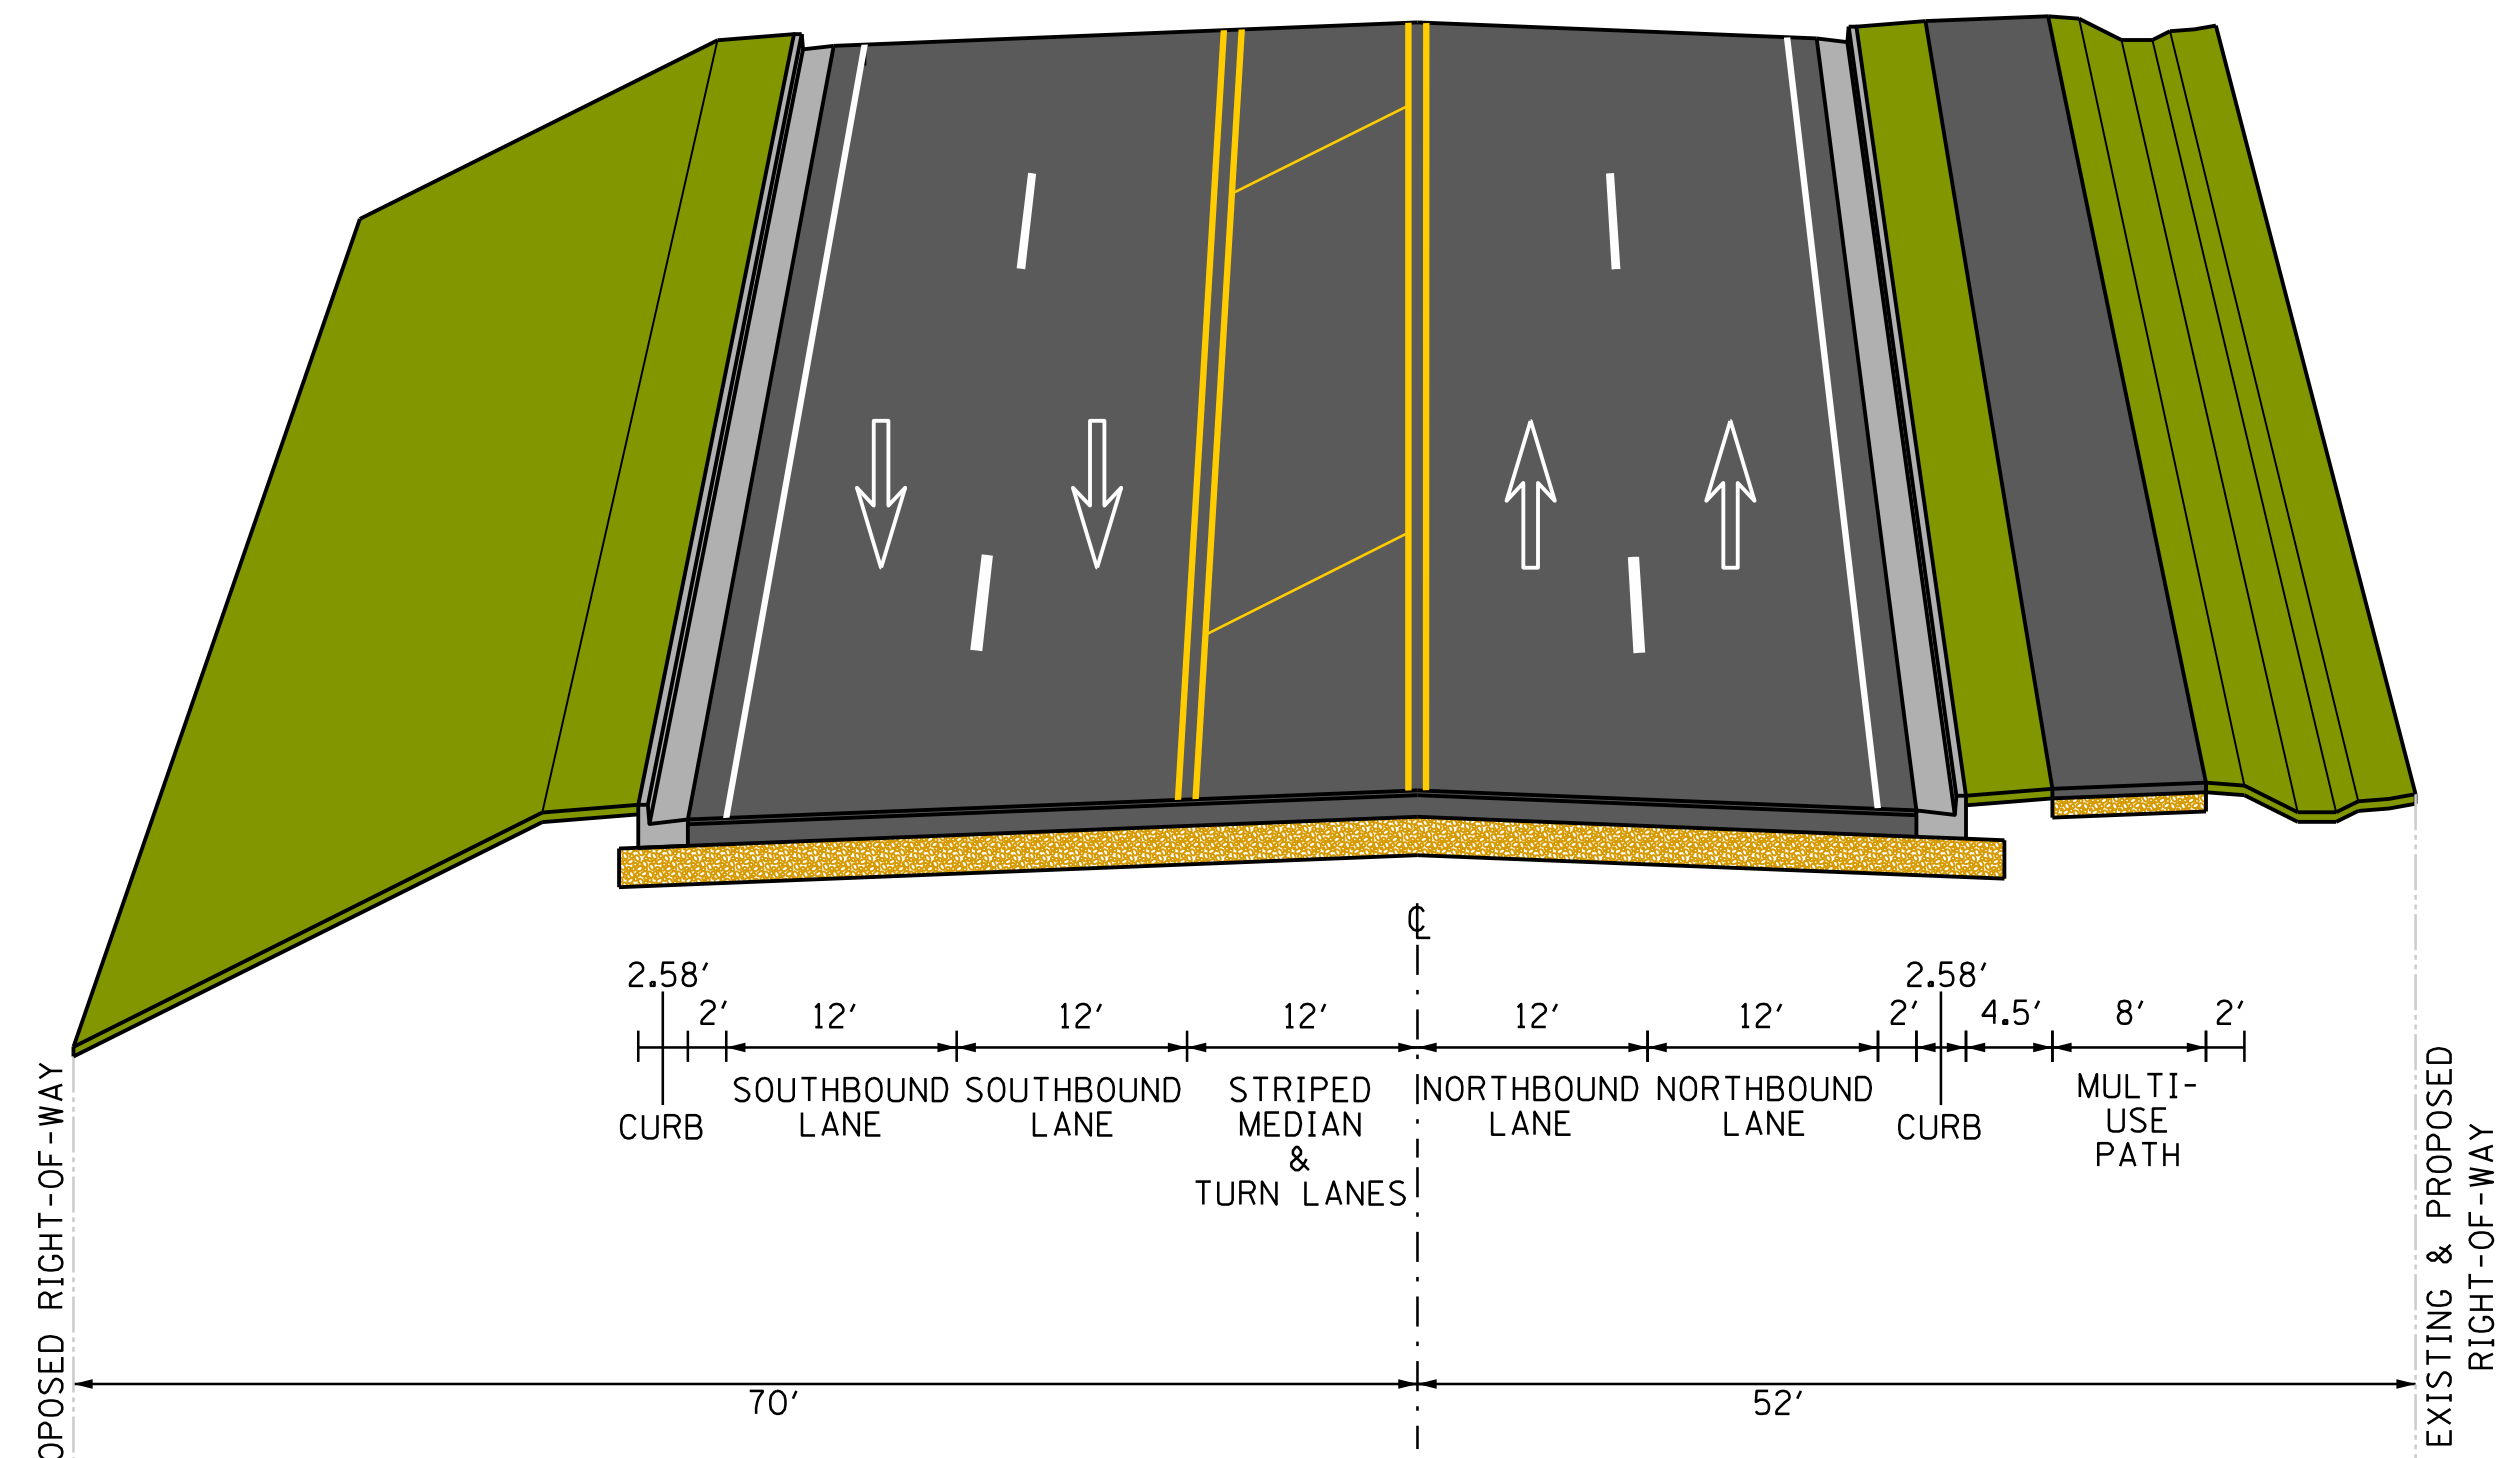 ℄
2.58'
2'
12'
12'
12'
12'
12'
2'
2.58'
4.5'
8'
2'
CURB
SOUTHBOUND
LANE
SOUTHBOUND
LANE
STRIPED
MEDIAN
&
TURN LANES
NORTHBOUND
LANE
NORTHBOUND
LANE
CURB
MULTI-
USE
PATH
70'
52'
OPOSED RIGHT-OF-WAY
EXISTING & PROPOSED
RIGHT-OF-WAY